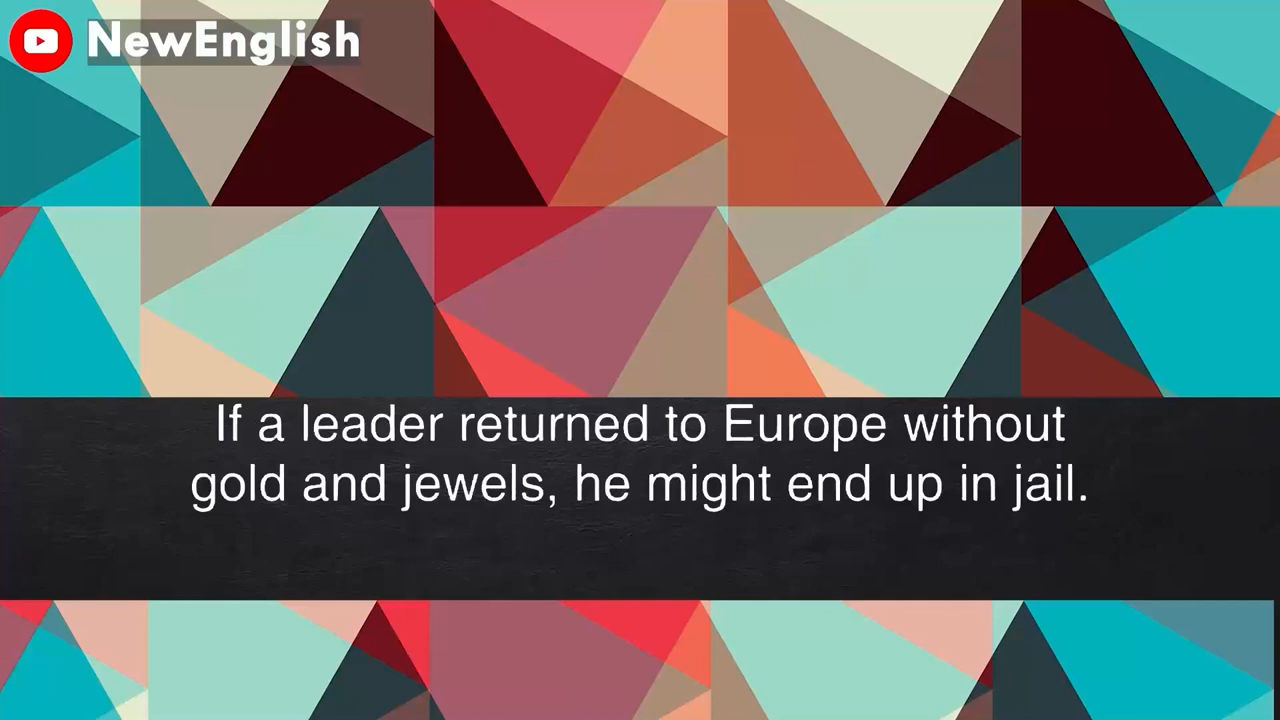 NewEnglish
If a leader returned to Europe without
gold and jewels, he might end up in jail.